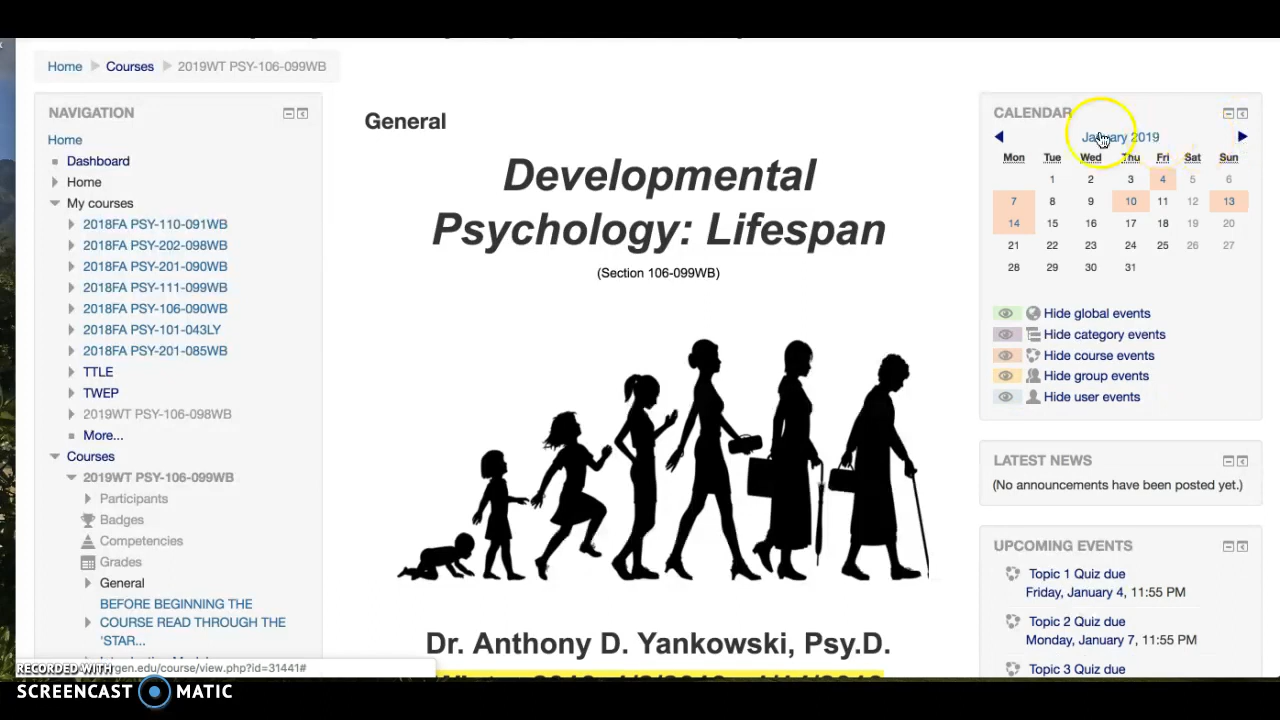 Home Courses 2019WT PSY-106-099WB
NAVIGATION
Home
Dashboard
Home
My courses
2018FA PSY-110-091WB
2018FA PSY-202-098WB
2018FA PSY-201-090WB
2018FA PSY-111-099WB
2018FA PSY-106-090WB
2018FA PSY-101-043LY
2018FA PSY-201-085WB
TTLE
TWEP
2019WT PSY-106-098WB
More...
Courses
2019WT PSY-106-099WB
Participants
Badges
Competencies
Grades
General
BEFORE BEGINNING THE
COURSE READ THROUGH THE
'STAR...
General
Developmental
Psychology: Lifespan
(Section 106-099WB)
Dr. Anthony D. Yankowski, Psy.D.
CALENDAR
January 2019
Mon Tue Wed Thu Fri Sat Sun
1 2 3 4 5 6
7 8 9 10 11 12 13
14 15 16 17 18 19 20
21 22 23 24 25 26 27
28 29 30 31
Hide global events
Hide category events
Hide course events
Hide group events
Hide user events
LATEST NEWS
(No announcements have been posted yet.)
UPCOMING EVENTS
Topic 1 Quiz due
Friday, January 4, 11:55 PM
Topic 2 Quiz due
Monday, January 7, 11:55 PM
Topic 3 Quiz due
RECORDED WITH
rgen.edu/course/view.php?id=31441#
SCREENCAST MATIC